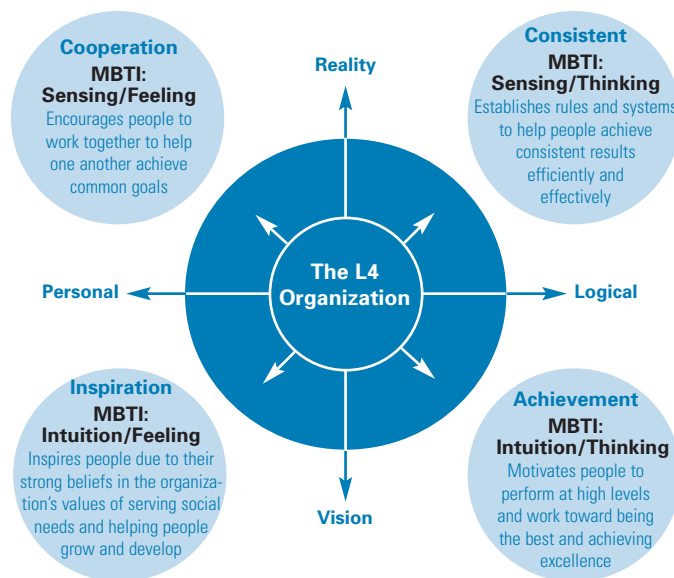 Cooperation
MBTI:
Sensing/Feeling
Encourages people to
work together to help
one another achieve
common goals
Reality
Consistent
MBTI:
Sensing/Thinking
Establishes rules and systems
to help people achieve
consistent results
efficiently and
effectively
Personal
The L4
Organization
Logical
Inspiration
MBTI:
Intuition/Feeling
Inspires people due to their
strong beliefs in the organiza-
tion’s values of serving social
needs and helping people
grow and develop
Vision
Achievement
MBTI:
Intuition/Thinking
Motivates people to
perform at high levels
and work toward being
the best and achieving
excellence